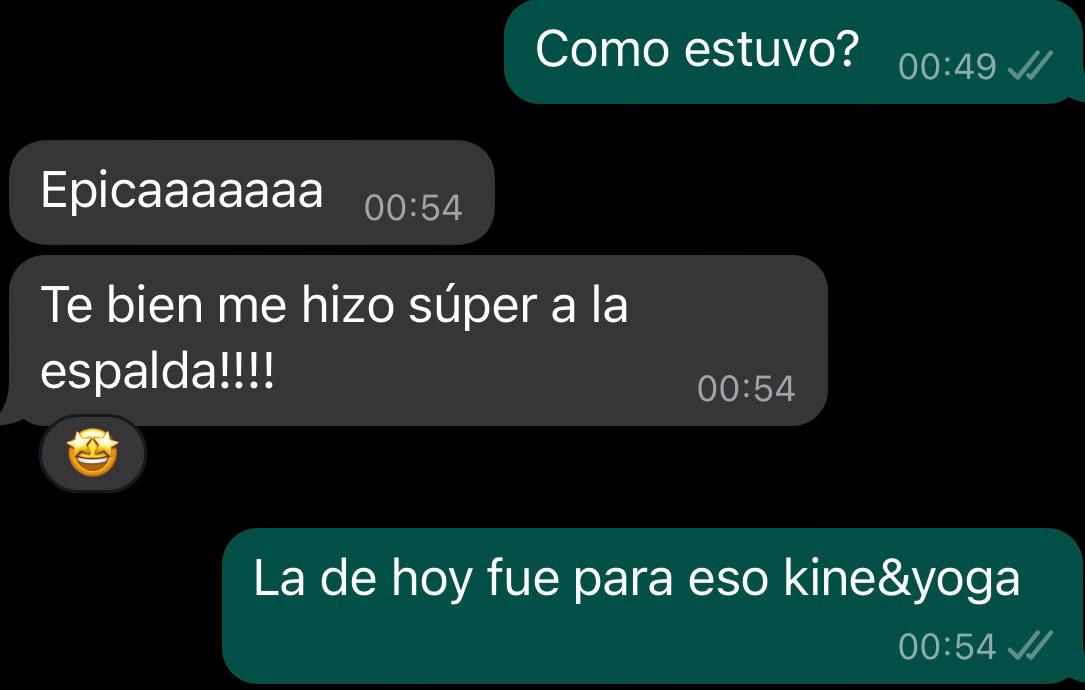 Como estuvo? 00:49
Epicaaaaaaa 00:54
Te bien me hizo súper a la
espalda!!!! 00:54
La de hoy fue para eso kine&yoga
00:54